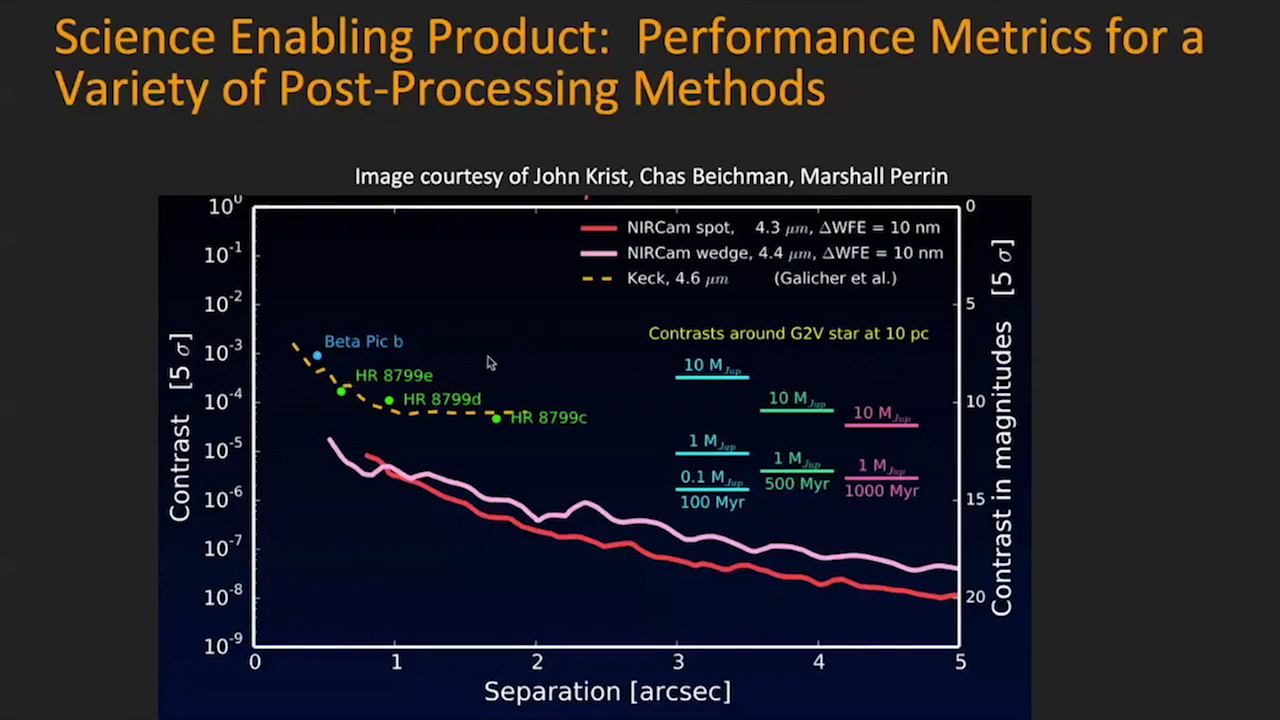 Science Enabling Product: Performance Metrics for a
Variety of Post-Processing Methods
Image courtesy of John Krist, Chas Beichman, Marshall Perrin
NIRCam spot, 4.3 μm, ΔWFE = 10 nm
NIRCam wedge, 4.4 μm, ΔWFE = 10 nm
Keck, 4.6 μm (Galicher et al.)
Contrasts around G2V star at 10 pc
Beta Pic b
HR 8799e
HR 8799d
HR 8799c
10 M_Jup
10 M_Jup
10 M_Jup
1 M_Jup
1 M_Jup
1 M_Jup
0.1 M_Jup
500 Myr
1000 Myr
100 Myr
Contrast [5 σ]
10^0
10^-1
10^-2
10^-3
10^-4
10^-5
10^-6
10^-7
10^-8
10^-9
Contrast in magnitudes [5 σ]
0
5
10
15
20
0 1 2 3 4 5
Separation [arcsec]